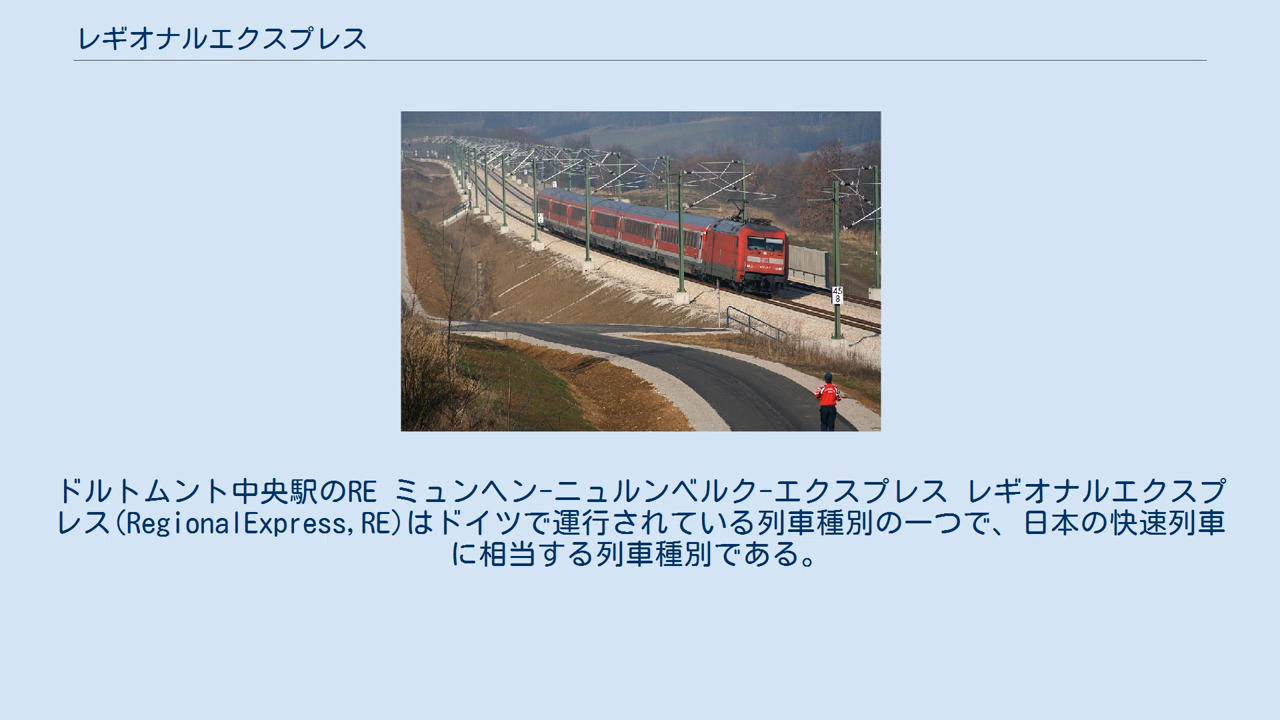 レギオナルエクスプレス
45
8
ドルトムント中央駅のRE ミュンヘン-ニュルンベルク-エクスプレス レギオナルエクスプ
レス(RegionalExpress,RE)はドイツで運行されている列車種別の一つで、日本の快速列車
に相当する列車種別である。